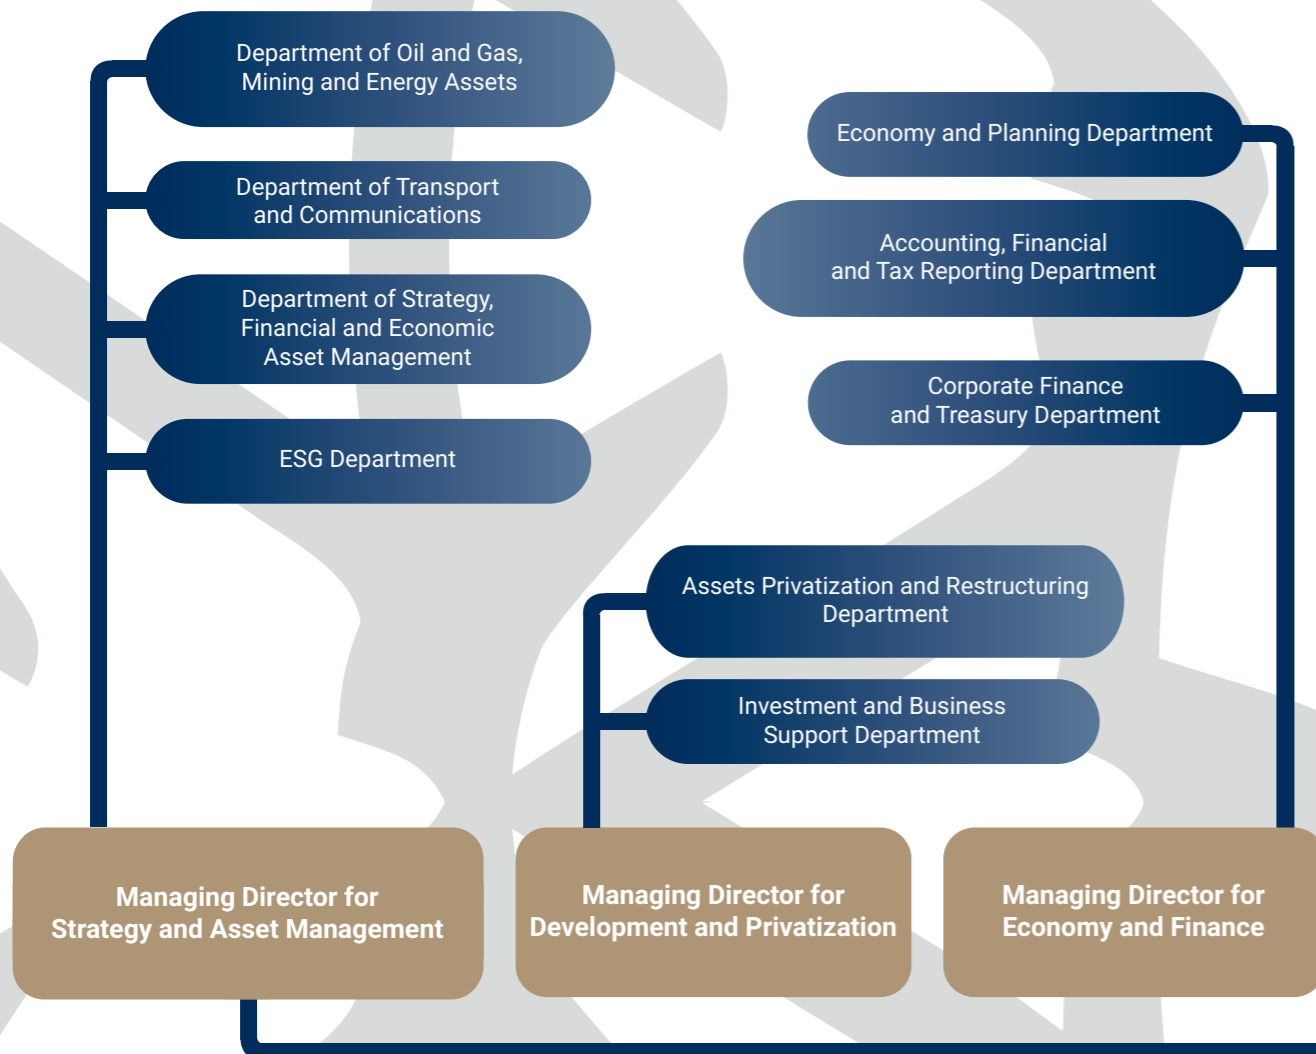 Department of Oil and Gas,
Mining and Energy Assets
Department of Transport
and Communications
Department of Strategy,
Financial and Economic
Asset Management
ESG Department
Economy and Planning Department
Accounting, Financial
and Tax Reporting Department
Corporate Finance
and Treasury Department
Assets Privatization and Restructuring
Department
Investment and Business
Support Department
Managing Director for
Strategy and Asset Management
Managing Director for
Development and Privatization
Managing Director for
Economy and Finance